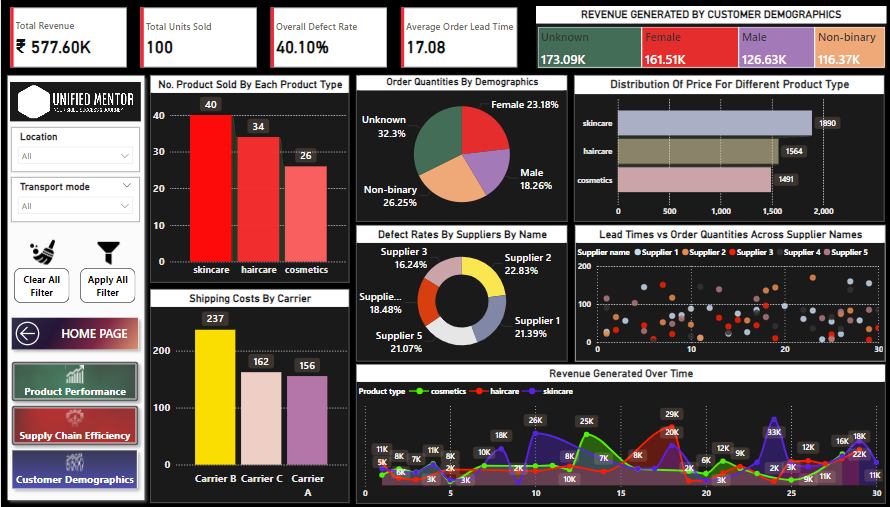 Total Revenue
₹ 577.60K
Total Units Sold
100
Overall Defect Rate
40.10%
Average Order Lead Time
17.08
REVENUE GENERATED BY CUSTOMER DEMOGRAPHICS
Unknown
173.09K
Female
161.51K
Male
126.63K
Non-binary
116.37K
UNIFIED MENTOR
Location
All
Transport mode
All
Clear All
Filter
Apply All
Filter
HOME PAGE
Product Performance
Supply Chain Efficiency
Customer Demographics
No. Product Sold By Each Product Type
40
30
20
10
0
40
34
26
skincare haircare cosmetics
Shipping Costs By Carrier
200
100
0
237
162
156
Carrier B Carrier C Carrier
A
Order Quantities By Demographics
Female 23.18%
Male
18.26%
Non-binary
26.25%
Unknown
32.3%
Defect Rates By Suppliers By Name
Supplier 3
16.24%
Supplier 2
22.83%
Supplie...
18.48%
Supplier 5
21.07%
Supplier 1
21.39%
Distribution Of Price For Different Product Type
skincare
1890
haircare
1564
cosmetics
1491
0 500 1,000 1,500 2,000
Lead Times vs Order Quantities Across Supplier Names
Supplier name Supplier 1 Supplier 2 Supplier 3 Supplier 4 Supplier 5
200
100
0
0 10 20 30
Revenue Generated Over Time
Product type cosmetics haircare skincare
11K
5K
8K
8K
7K
11K
3K
8K
2K
3K
10K
18K
2K
26K
8K
10K
25K
7K
8K
29K
20K
2K
6K
3K
12K
9K
33K
2K
3K
12K
9K
11K
16K
18K
22K
11K
0 5 10 15 20 25 30